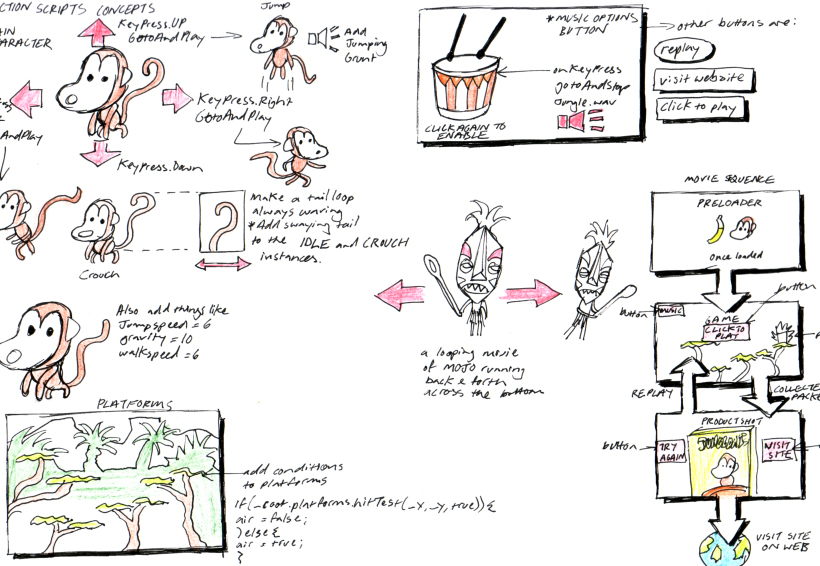 CTION SCRIPTS CONCEPTS
IN
ARACTER
KeyPress.UP
GotoAndPlay
Jump
Add
Jumping
Grunt
AndPlay
KeyPress.Right
GotoAndPlay
KeyPress.Down
Crouch
Make a tail loop
always waving
*Add swaying tail
to the IDLE and CROUCH
instances.
Also add things like
Jumpspeed = 6
gravity = 10
walkspeed = 6
PLATFORMS
add conditions
to platforms
if(_root.platforms.hitTest(_x,_y,true)){
air = false;
}else{
air = true;
}
*MUSIC OPTIONS
BUTTON
onKeyPress
gotoAndStop
Jungle.wav
CLICK AGAIN TO
ENABLE
other buttons are:
replay
visit website
Click to play
a looping movie
of MOJO running
back & forth
across the bottom
MOVIE SEQUENCE
PRELOADER
once loaded
button
button
MUSIC
GAME
CLICK TO
PLAY
REPLAY
COLLECTE
PACKE
PRODUCTSHOT
button
TRY
AGAIN
VISIT
SITE
VISIT SITE
ON WEB